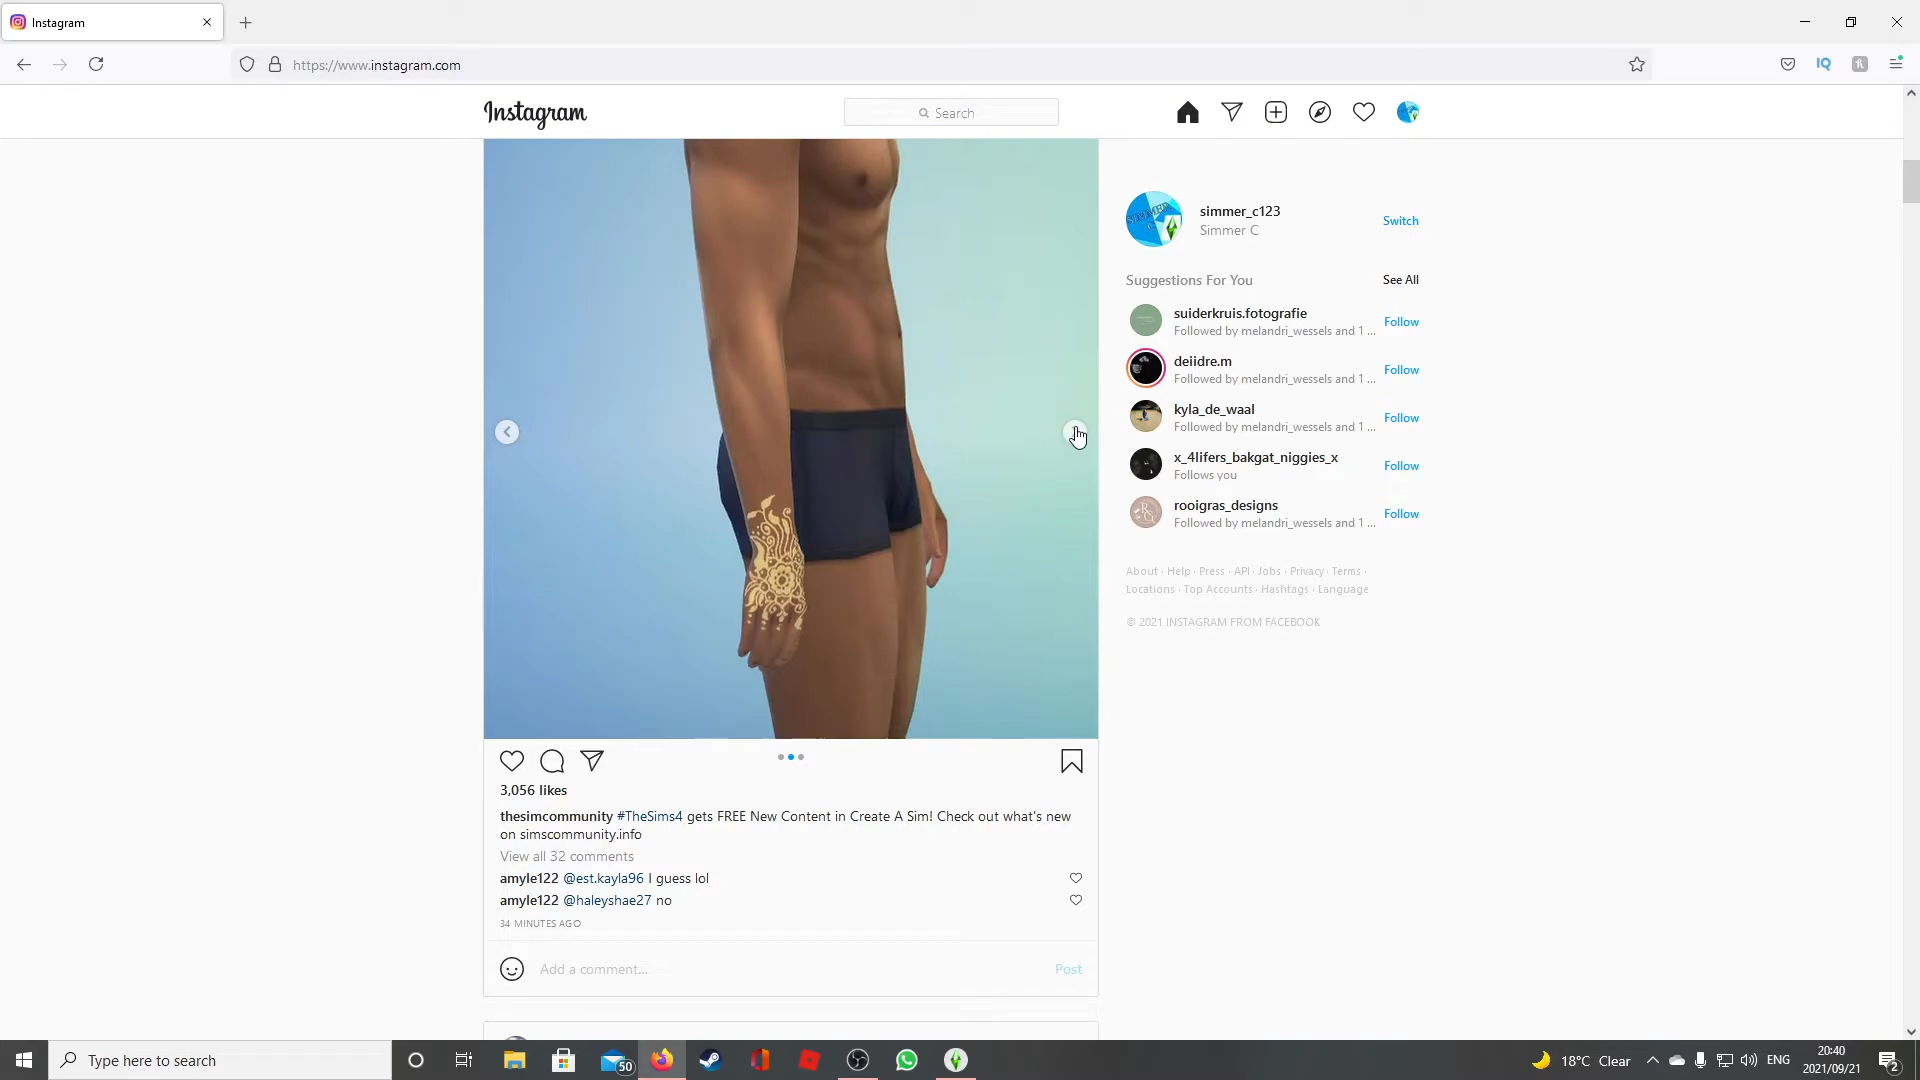 Instagram
https://www.instagram.com
IQ
Instagram
Search
simmer_c123
Simmer C
Switch
Suggestions For You
See All
suiderkruis.fotografie
Followed by melandri_wessels and 1 ...
Follow
deiidre.m
Followed by melandri_wessels and 1 ...
Follow
kyla_de_waal
Followed by melandri_wessels and 1 ...
Follow
x_4lifers_bakgat_niggies_x
Follows you
Follow
rooigras_designs
Followed by melandri_wessels and 1 ...
Follow
About · Help · Press · API · Jobs · Privacy · Terms ·
Locations · Top Accounts · Hashtags · Language
© 2021 INSTAGRAM FROM FACEBOOK
3,056 likes
thesimcommunity #TheSims4 gets FREE New Content in Create A Sim! Check out what's new
on simscommunity.info
View all 32 comments
amyle122 @est.kayla96 I guess lol
amyle122 @haleyshae27 no
34 MINUTES AGO
Add a comment...
Post
Type here to search
50
18°C Clear
ENG
20:40
2021/09/21
2